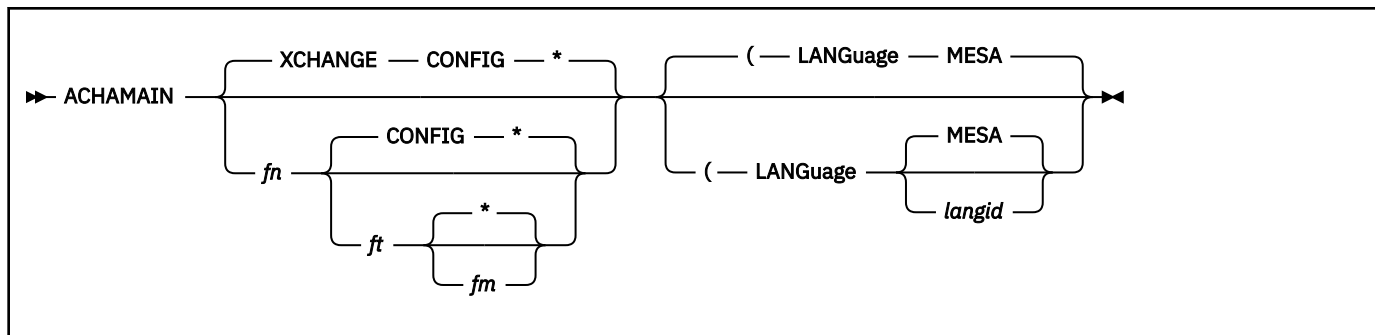 XCHANGE CONFIG * ( LANGuage MESA
ACHAMAIN
CONFIG * MESA
fn ( LANGuage
* langid
ft
fm